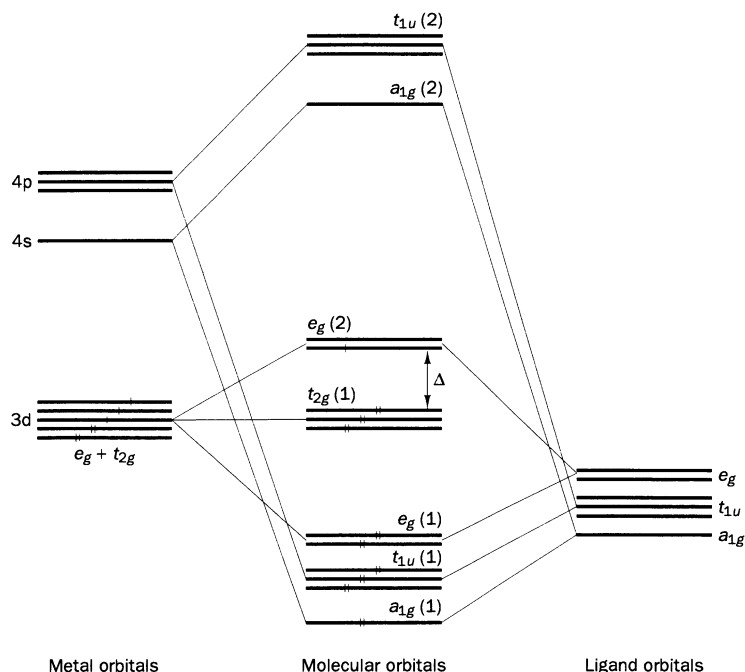 t₁ᵤ (2)
a₁g (2)
4p
4s
eg (2)
Δ
t₂g (1)
3d
eg + t₂g
eg
eg (1)
t₁ᵤ
t₁ᵤ (1)
a₁g
a₁g (1)
Metal orbitals Molecular orbitals Ligand orbitals